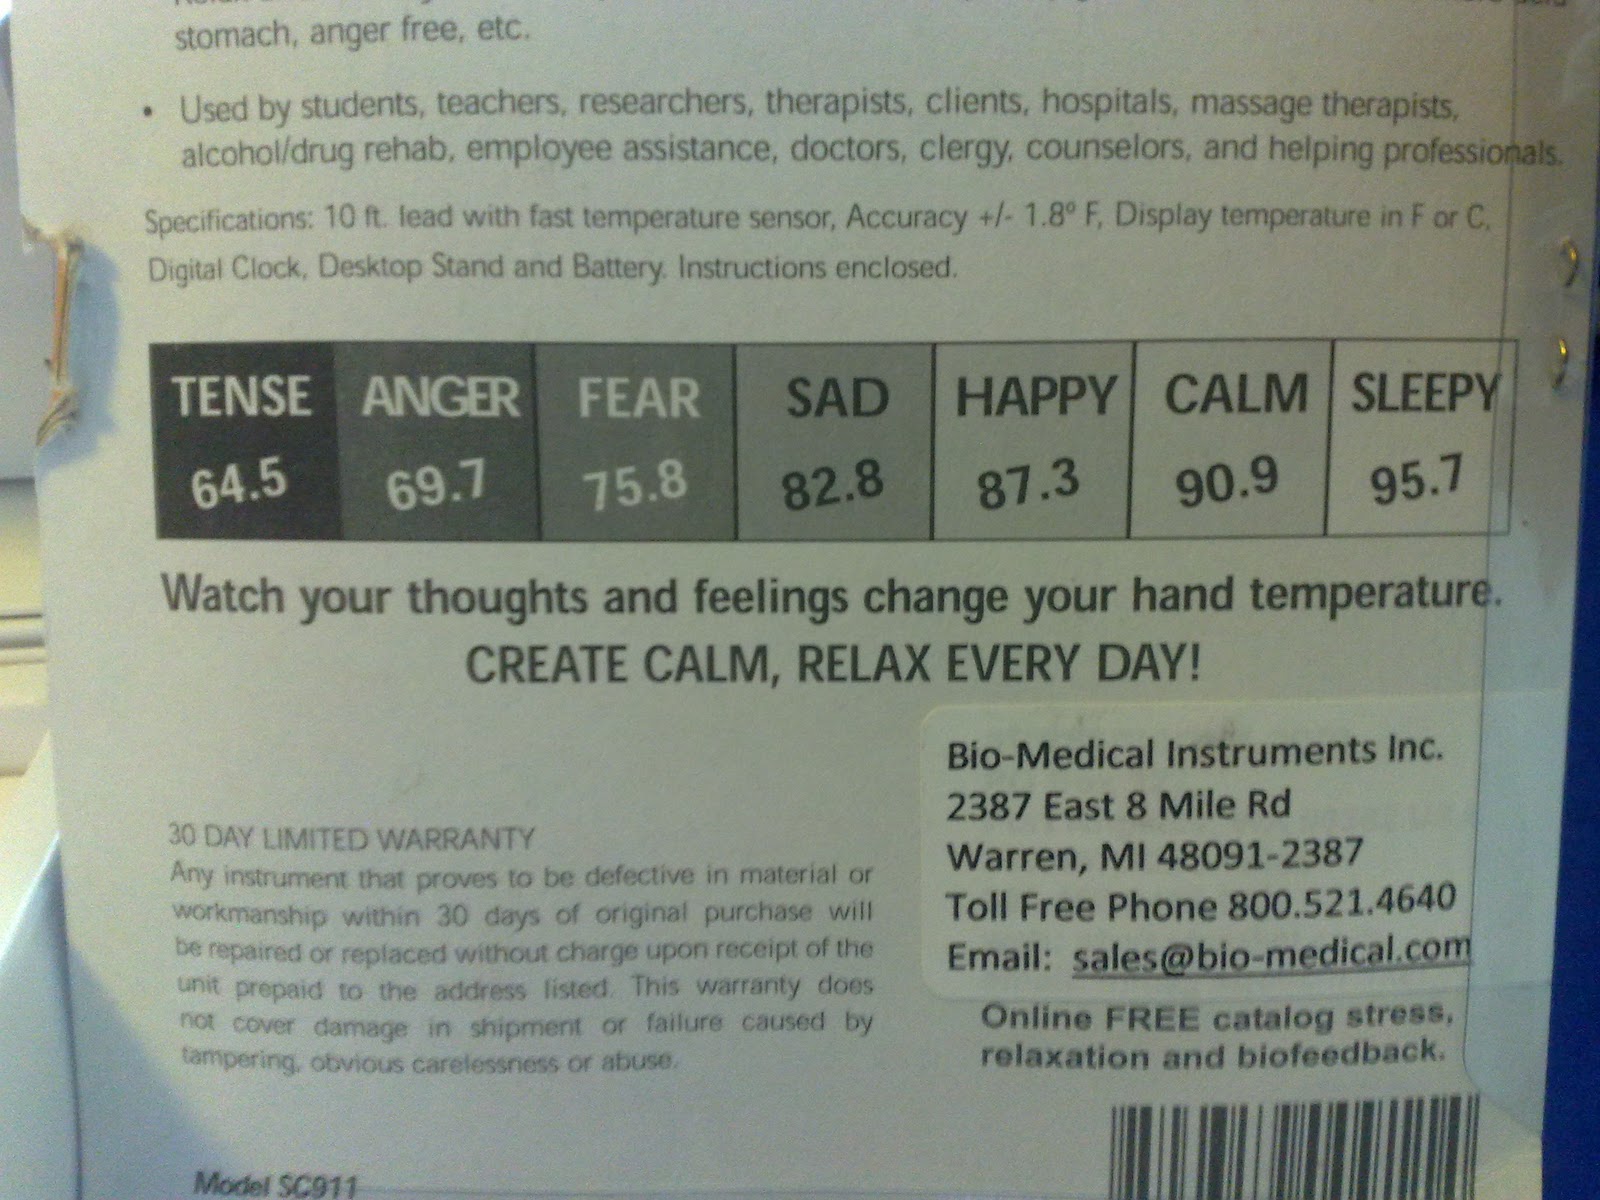 stomach, anger free, etc.
• Used by students, teachers, researchers, therapists, clients, hospitals, massage therapists,
alcohol/drug rehab, employee assistance, doctors, clergy, counselors, and helping professionals.
Specifications: 10 ft. lead with fast temperature sensor, Accuracy +/- 1.8º F, Display temperature in F or C,
Digital Clock, Desktop Stand and Battery. Instructions enclosed.
TENSE ANGER FEAR SAD HAPPY CALM SLEEPY
64.5 69.7 75.8 82.8 87.3 90.9 95.7
Watch your thoughts and feelings change your hand temperature.
CREATE CALM, RELAX EVERY DAY!
30 DAY LIMITED WARRANTY
Any instrument that proves to be defective in material or
workmanship within 30 days of original purchase will
be repaired or replaced without charge upon receipt of the
unit prepaid to the address listed. This warranty does
not cover damage in shipment or failure caused by
tampering, obvious carelessness or abuse.
Bio-Medical Instruments Inc.
2387 East 8 Mile Rd
Warren, MI 48091-2387
Toll Free Phone 800.521.4640
Email: sales@bio-medical.com
Online FREE catalog stress,
relaxation and biofeedback.
Model SC911